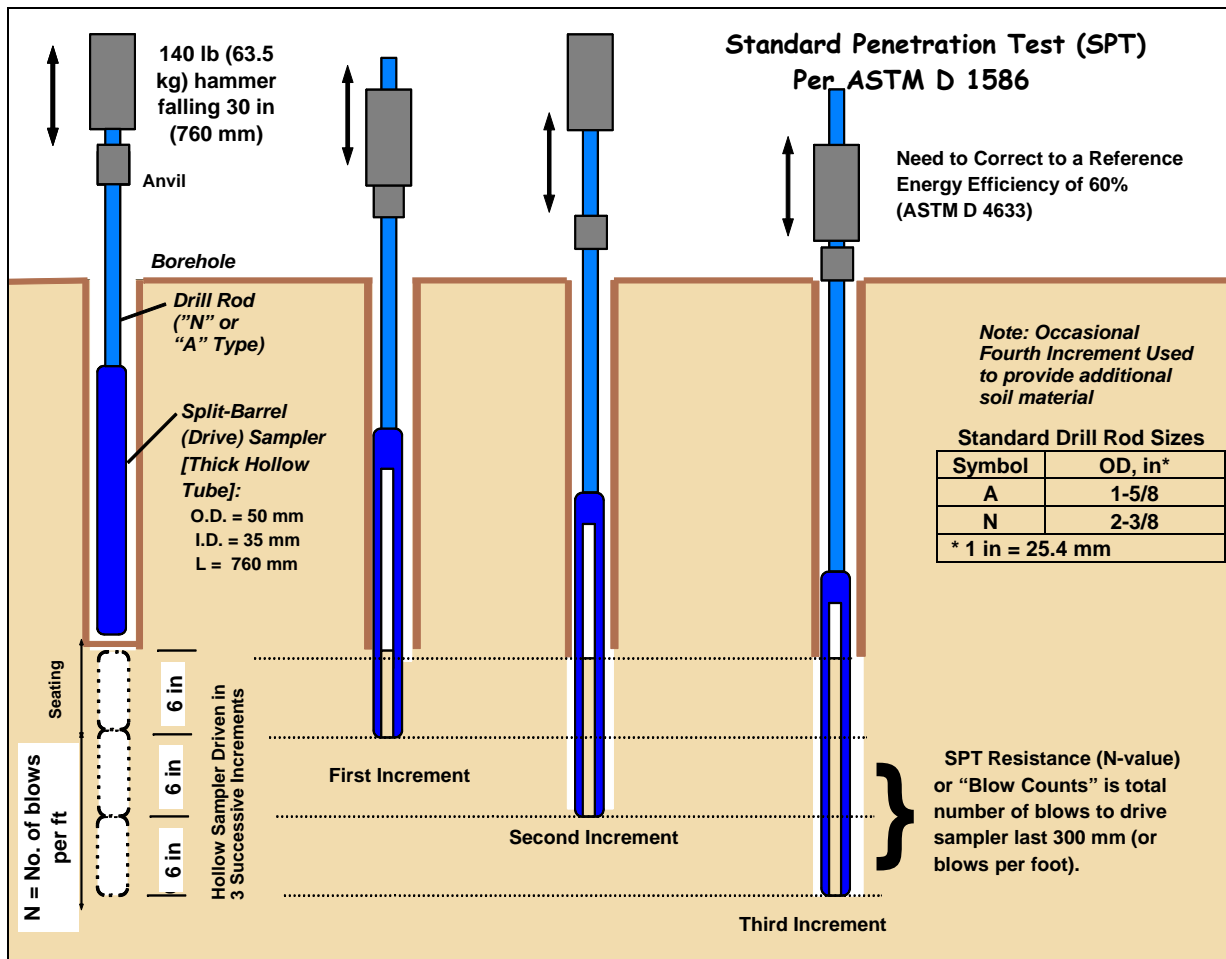 Standard Penetration Test (SPT)
Per ASTM D 1586
140 lb (63.5
kg) hammer
falling 30 in
(760 mm)
Anvil
Need to Correct to a Reference
Energy Efficiency of 60%
(ASTM D 4633)
Borehole
Drill Rod
(”N” or
“A” Type)
Split-Barrel
(Drive) Sampler
[Thick Hollow
Tube]:
O.D. = 50 mm
I.D. = 35 mm
L = 760 mm
Note: Occasional
Fourth Increment Used
to provide additional
soil material
Standard Drill Rod Sizes
Symbol OD, in*
A 1-5/8
N 2-3/8
* 1 in = 25.4 mm
Seating
N = No. of blows
per ft
6 in
6 in
6 in
Hollow Sampler Driven in
3 Successive Increments
First Increment
Second Increment
Third Increment
SPT Resistance (N-value)
or “Blow Counts” is total
number of blows to drive
sampler last 300 mm (or
blows per foot).